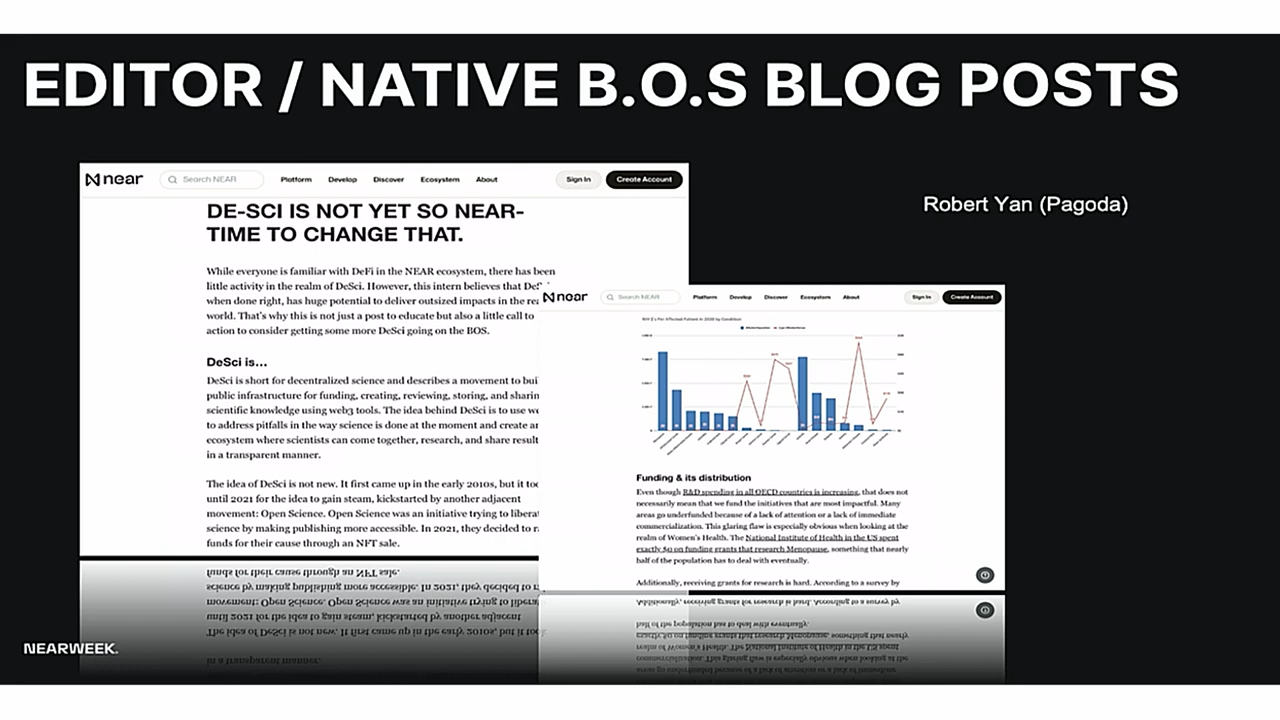 EDITOR / NATIVE B.O.S BLOG POSTS
Robert Yan (Pagoda)
near
Search NEAR
Platform
Develop
Discover
Ecosystem
About
Sign In
Create Account
DE-SCI IS NOT YET SO NEAR-
TIME TO CHANGE THAT.
While everyone is familiar with DeFi in the NEAR ecosystem, there has been
little activity in the realm of DeSci. However, this intern believes that
when done right, has huge potential to deliver outsized impacts in the
world. That's why this is not just a post to educate but also a little call to
action to consider getting some more DeSci going on the BOS.
DeSci is...
DeSci is short for decentralized science and describes a movement to
public infrastructure for funding, creating, reviewing, storing, and
scientific knowledge using web3 tools. The idea behind DeSci is to use
to address pitfalls in the way science is done at the moment and create
ecosystem where scientists can come together, research, and share
in a transparent manner.
The idea of DeSci is not new. It first came up in the early 2010s, but it
until 2021 for the idea to gain steam, kickstarted by another adjacent
movement: Open Science. Open Science was an initiative trying to
science by making publishing more accessible. In 2021, they decided to
funds for their cause through an NFT sale.
near
Search NEAR
Platform
Develop
Discover
Ecosystem
About
Sign In
Create Account
Funding & its distribution
Even though R&D spending in all OECD countries is increasing, that does not
necessarily mean that we fund the initiatives that are most impactful. Many
areas go underfunded because of a lack of attention or a lack of immediate
commercialization. This glaring flaw is especially obvious when looking at the
realm of Women's Health. The National Institute of Health in the US spent
exactly $0 on funding grants that research Menopause, something that nearly
half of the population has to deal with eventually.
Additionally, receiving grants for research is hard. According to a survey by
NEARWEEK.